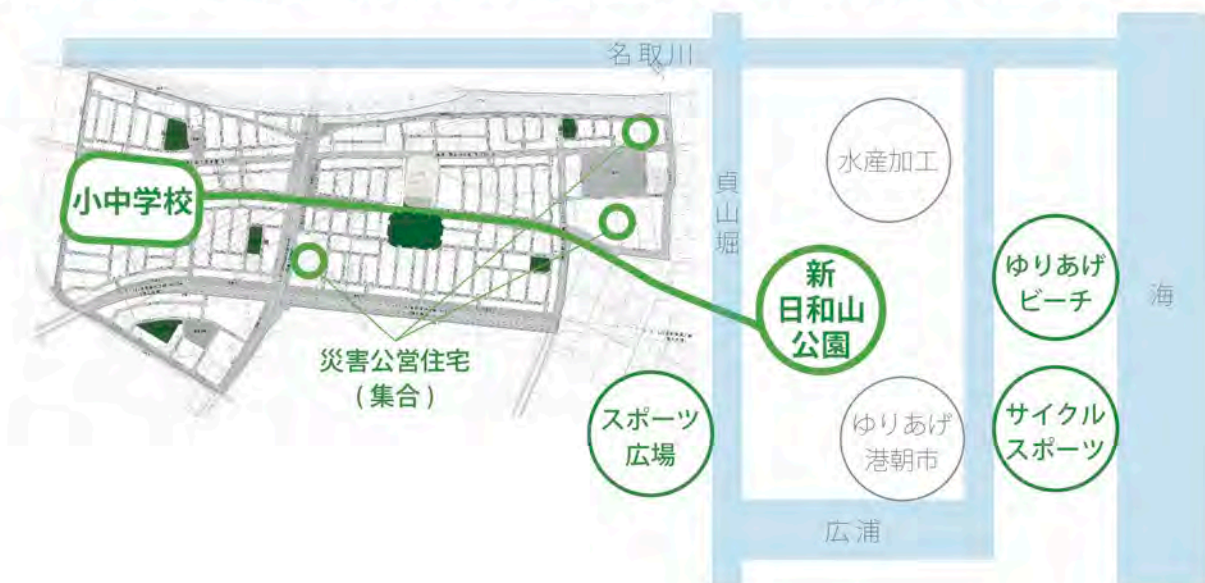 名取川
水産加工
小中学校
貞山堀
新
日和山
公園
ゆりあげ
ビーチ
海
災害公営住宅
(集合)
スポーツ
広場
ゆりあげ
港朝市
サイクル
スポーツ
広浦